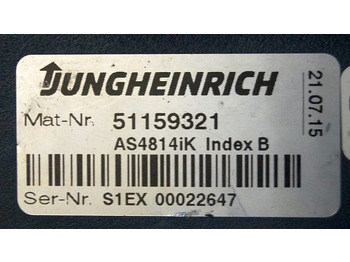 JUNGHEINRICH
Mat-Nr. 51159321
AS4814iK Index B
Ser-Nr. S1EX 00022647
21.07.15